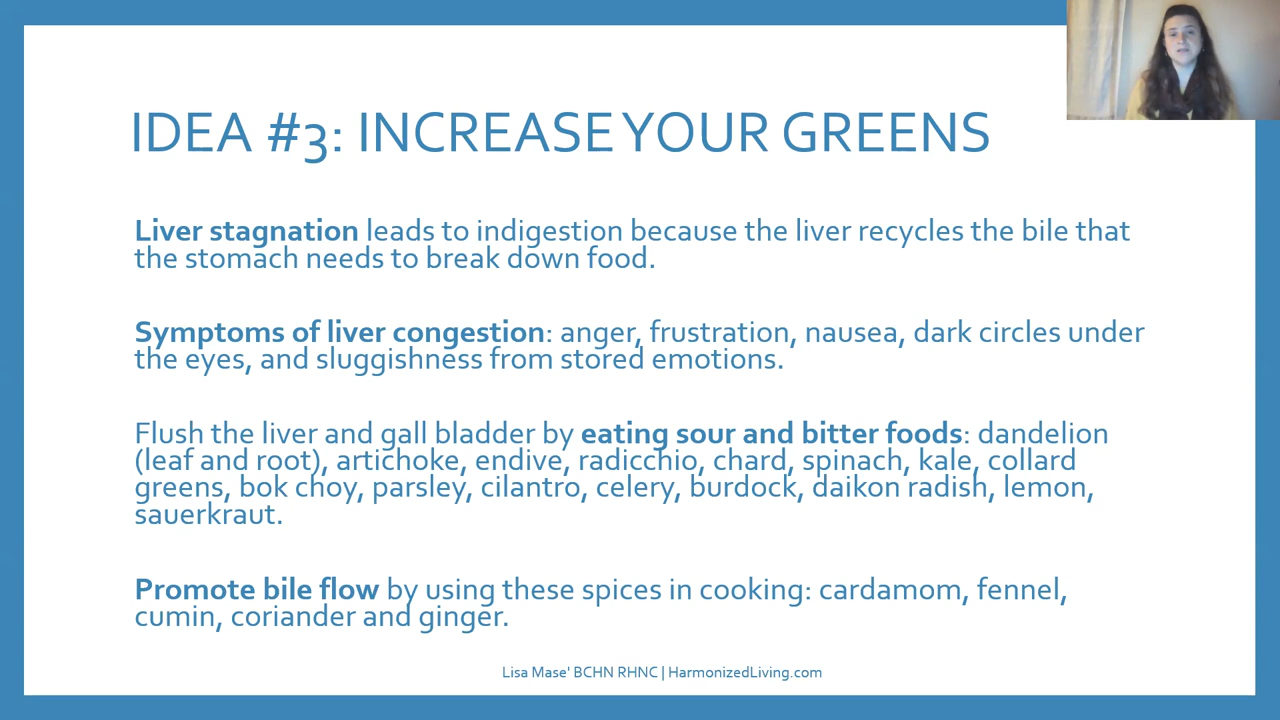 IDEA #3: INCREASE YOUR GREENS
Liver stagnation leads to indigestion because the liver recycles the bile that
the stomach needs to break down food.
Symptoms of liver congestion: anger, frustration, nausea, dark circles under
the eyes, and sluggishness from stored emotions.
Flush the liver and gall bladder by eating sour and bitter foods: dandelion
(leaf and root), artichoke, endive, radicchio, chard, spinach, kale, collard
greens, bok choy, parsley, cilantro, celery, burdock, daikon radish, lemon,
sauerkraut.
Promote bile flow by using these spices in cooking: cardamom, fennel,
cumin, coriander and ginger.
Lisa Mase' BCHN RHNC | HarmonizedLiving.com